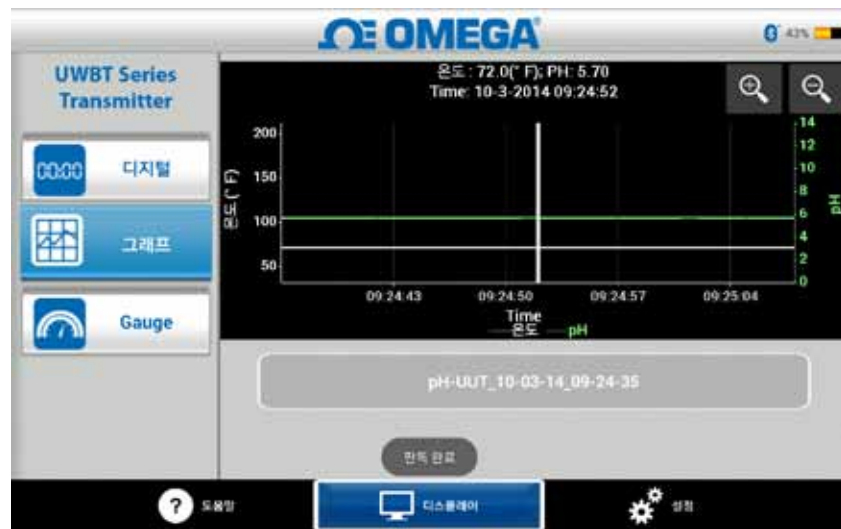 OMEGA
43%
UWBT Series
Transmitter
00:00 디지털
그래프
Gauge
온도 : 72.0(° F); PH: 5.70
Time: 10-3-2014 09:24:52
온도 (° F)
200
150
100
50
14
12
10
8
6
4
2
0
pH
09:24:43 09:24:50 09:24:57 09:25:04
Time
온도 pH
pH-UUT_10-03-14_09-24-35
판독 완료
? 도움말 디스플레이 설정